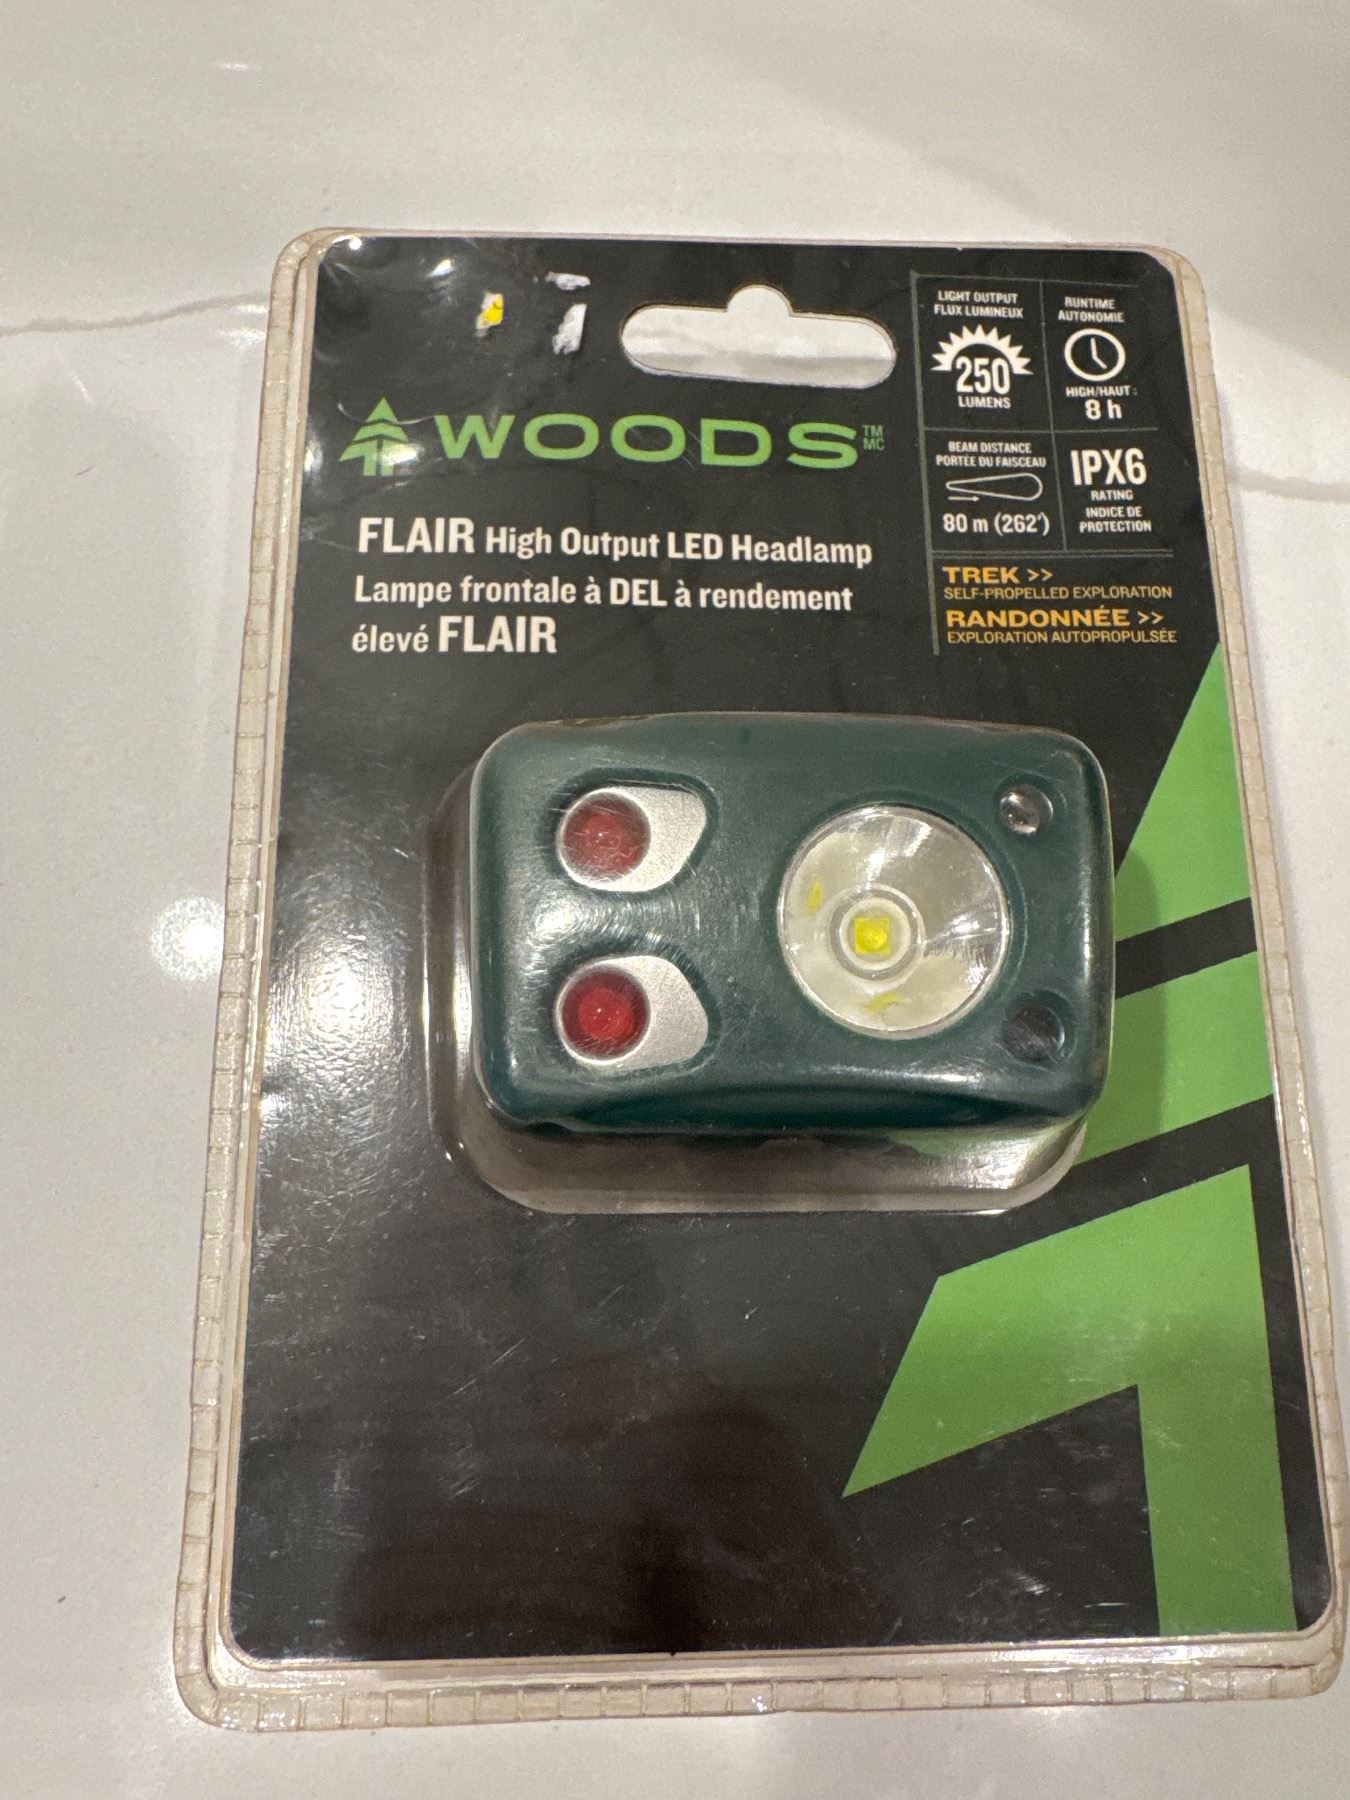 WOODS TM MC
FLAIR High Output LED Headlamp
Lampe frontale à DEL à rendement
élevé FLAIR
LIGHT OUTPUT
FLUX LUMINEUX
250
LUMENS
RUNTIME
AUTONOMIE
HIGH/HAUT :
8 h
BEAM DISTANCE
PORTÉE DU FAISCEAU
80 m (262')
IPX6
RATING
INDICE DE
PROTECTION
TREK >>
SELF-PROPELLED EXPLORATION
RANDONNÉE >>
EXPLORATION AUTOPROPULSÉE